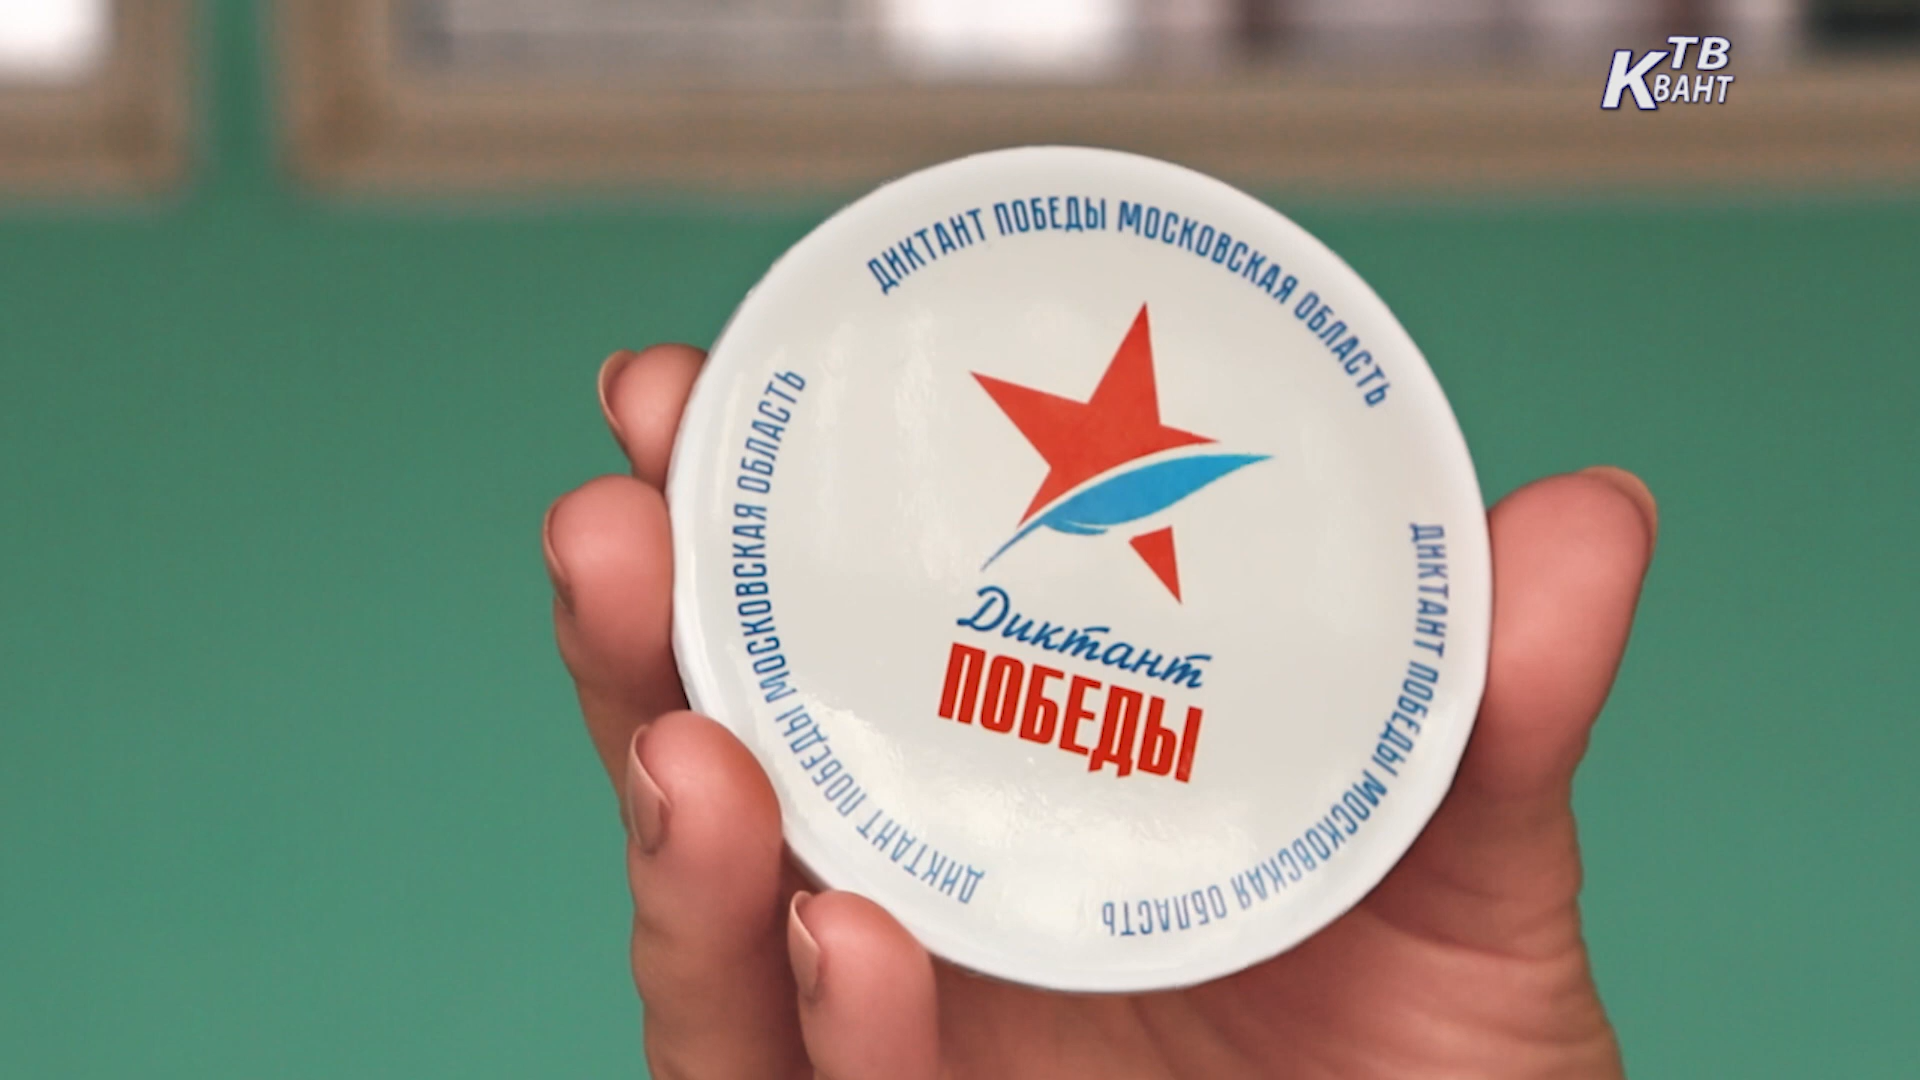 ТВ
КВАНТ
ДИКТАНТ ПОБЕДЫ МОСКОВСКАЯ ОБЛАСТЬ
ДИКТАНТ ПОБЕДЫ МОСКОВСКАЯ ОБЛАСТЬ
ДИКТАНТ ПОБЕДЫ МОСКОВСКАЯ ОБЛАСТЬ
Диктант
ПОБЕДЫ